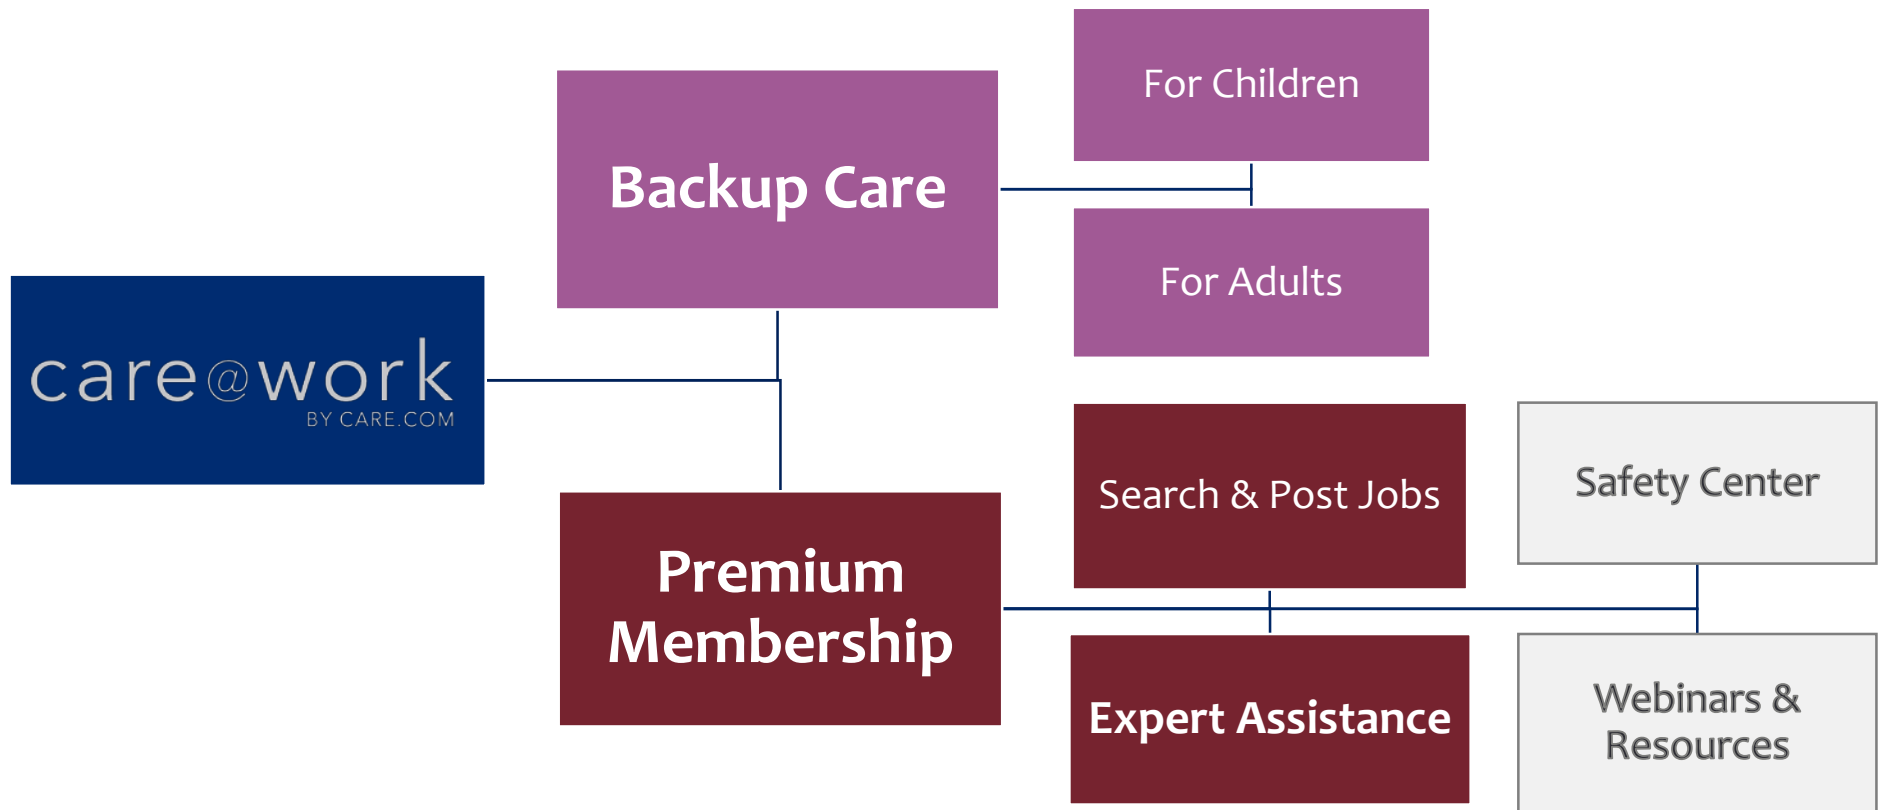 For Children
Backup Care
For Adults
care@work
BY CARE.COM
Search & Post Jobs
Safety Center
Premium
Membership
Expert Assistance
Webinars &
Resources